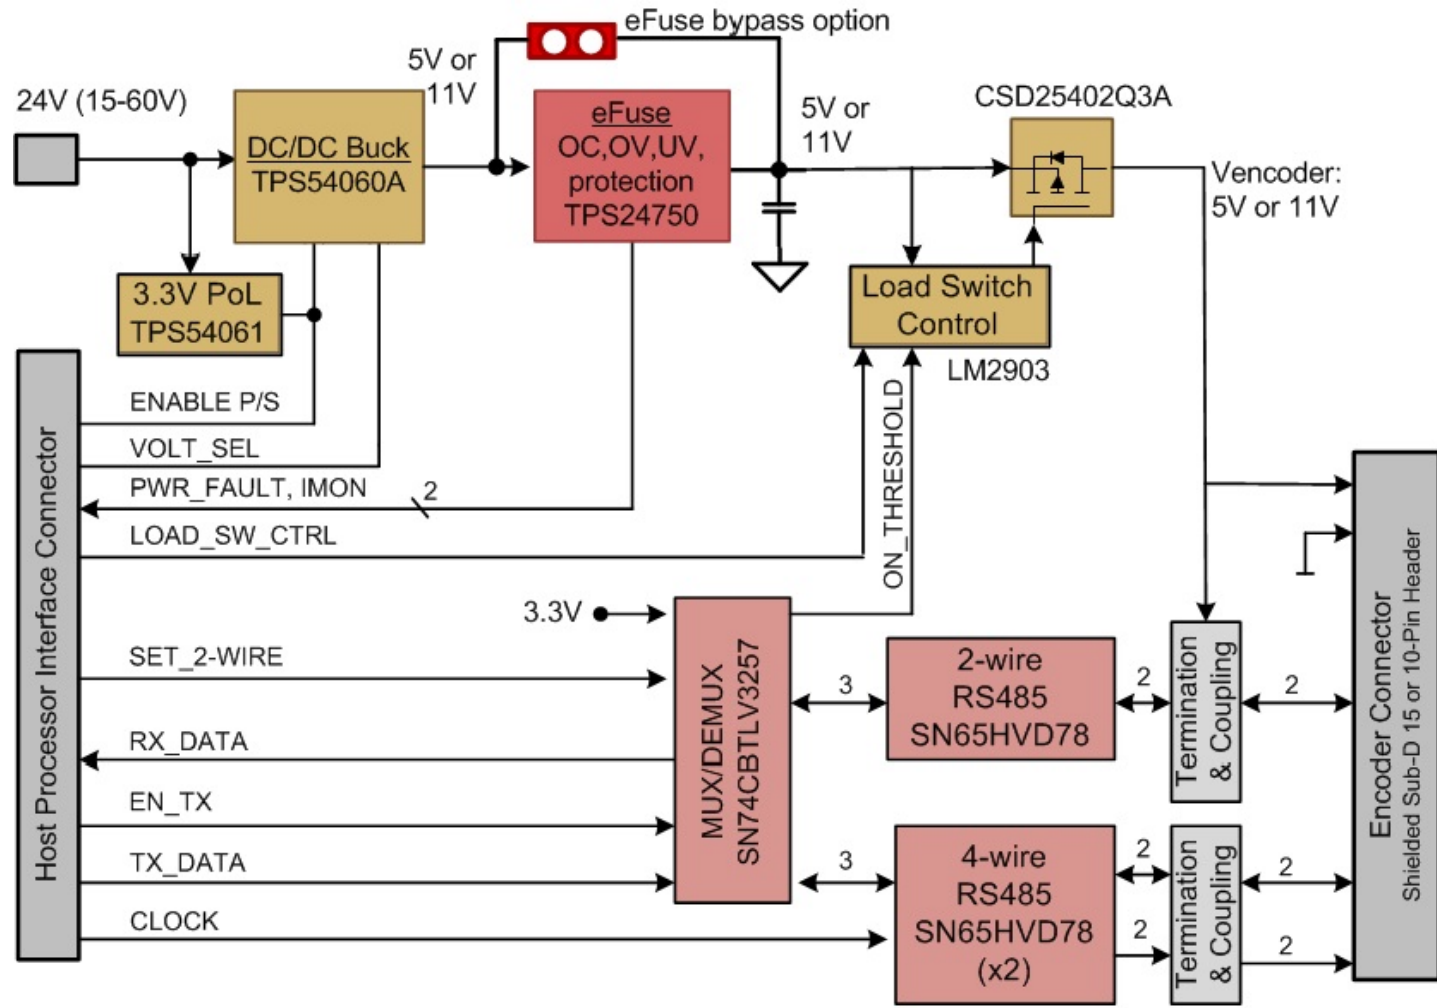 eFuse bypass option
5V or
11V
24V (15-60V)
CSD25402Q3A
eFuse
OC,OV,UV,
protection
TPS24750
5V or
11V
DC/DC Buck
TPS54060A
Vencoder:
5V or 11V
3.3V PoL
TPS54061
Load Switch
Control
LM2903
ENABLE P/S
VOLT_SEL
PWR_FAULT, IMON
2
LOAD_SW_CTRL
ON_THRESHOLD
Host Processor Interface Connector
3.3V
SET_2-WIRE
RX_DATA
EN_TX
TX_DATA
CLOCK
MUX/DEMUX
SN74CBTLV3257
3
2-wire
RS485
SN65HVD78
2
Termination
& Coupling
2
3
4-wire
RS485
SN65HVD78
(x2)
2
2
Termination
& Coupling
2
2
Encoder Connector
Shielded Sub-D 15 or 10-Pin Header